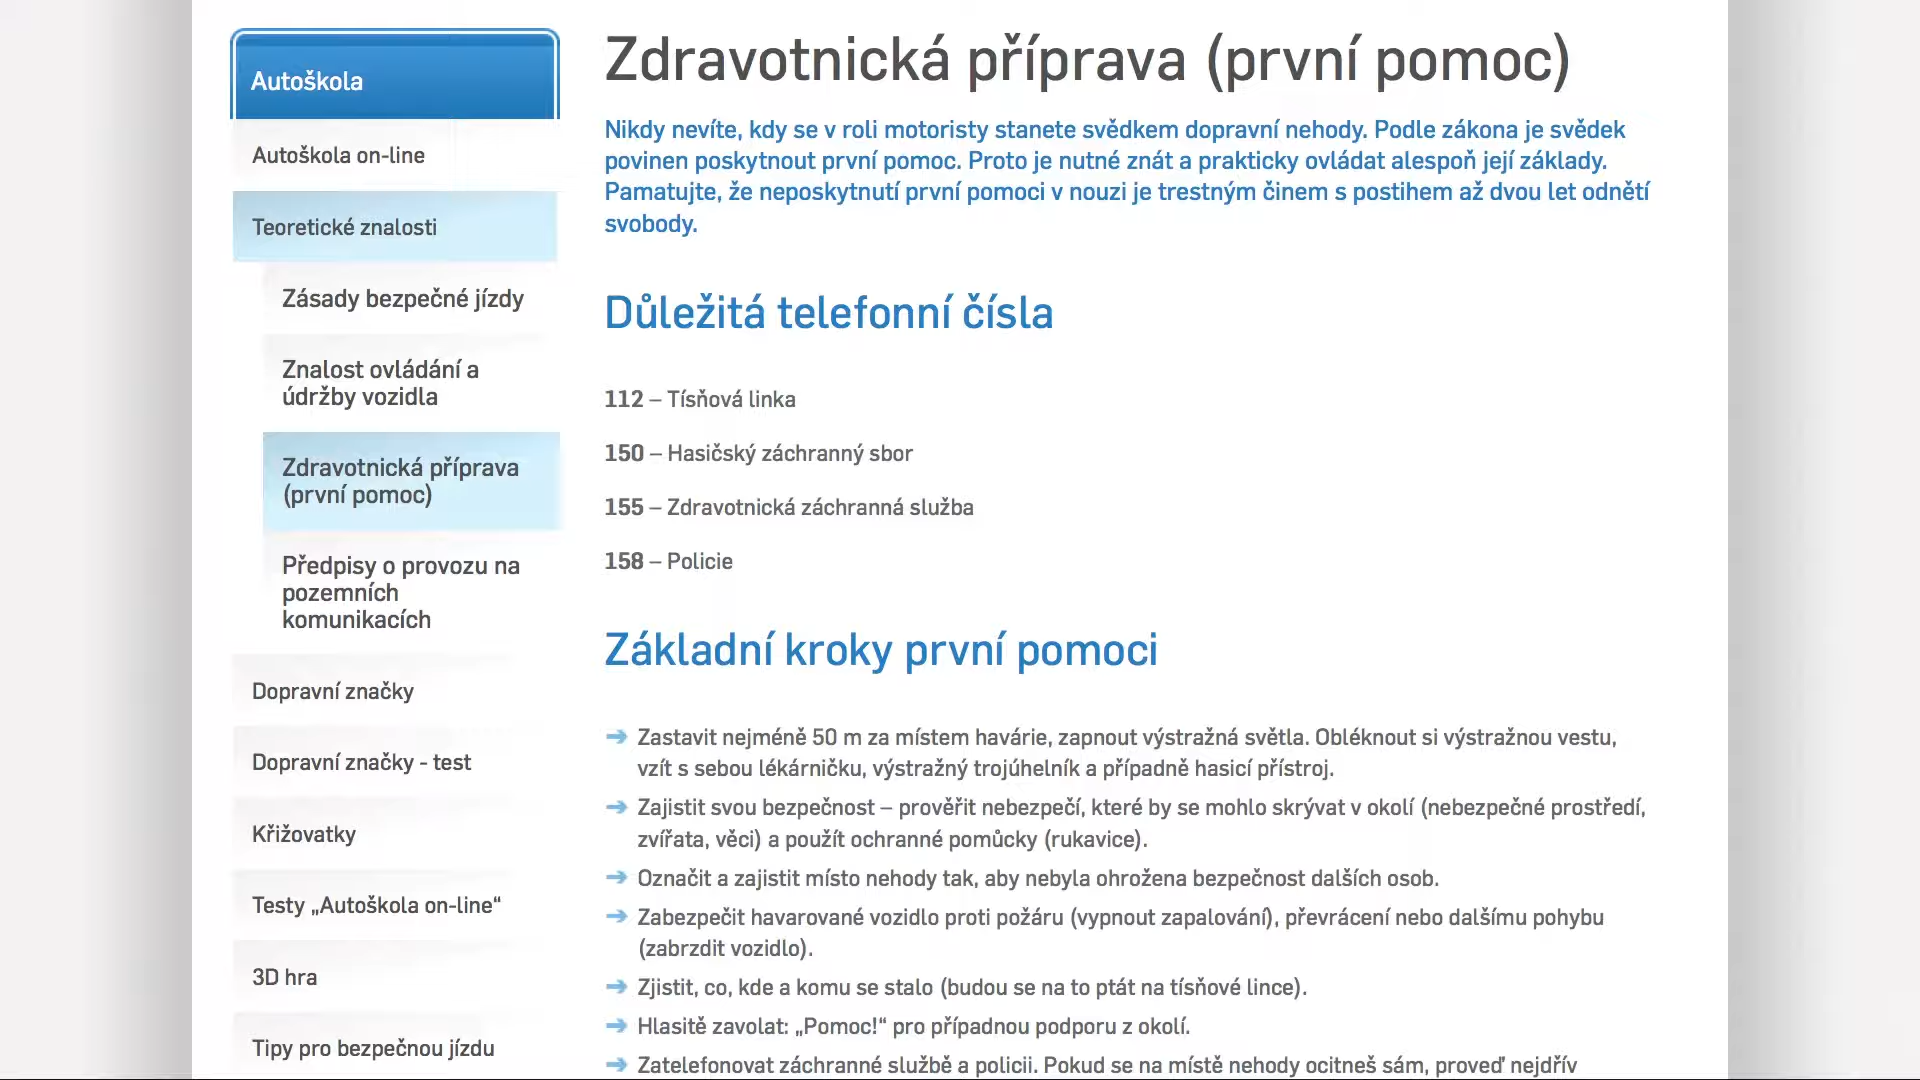 Autoškola
Autoškola on-line
Teoretické znalosti
Zásady bezpečné jízdy
Znalost ovládání a
údržby vozidla
Zdravotnická příprava
(první pomoc)
Předpisy o provozu na
pozemních
komunikacích
Dopravní značky
Dopravní značky - test
Křižovatky
Testy „Autoškola on-line“
3D hra
Tipy pro bezpečnou jízdu
Zdravotnická příprava (první pomoc)
Nikdy nevíte, kdy se v roli motoristy stanete svědkem dopravní nehody. Podle zákona je svědek
povinen poskytnout první pomoc. Proto je nutné znát a prakticky ovládat alespoň její základy.
Pamatujte, že neposkytnutí první pomoci v nouzi je trestným činem s postihem až dvou let odnětí
svobody.
Důležitá telefonní čísla
112 – Tísňová linka
150 – Hasičský záchranný sbor
155 – Zdravotnická záchranná služba
158 – Policie
Základní kroky první pomoci
➔ Zastavit nejméně 50 m za místem havárie, zapnout výstražná světla. Obléknout si výstražnou vestu,
vzít s sebou lékárničku, výstražný trojúhelník a případně hasicí přístroj.
➔ Zajistit svou bezpečnost – prověřit nebezpečí, které by se mohlo skrývat v okolí (nebezpečné prostředí,
zvířata, věci) a použít ochranné pomůcky (rukavice).
➔ Označit a zajistit místo nehody tak, aby nebyla ohrožena bezpečnost dalších osob.
➔ Zabezpečit havarované vozidlo proti požáru (vypnout zapalování), převrácení nebo dalšímu pohybu
(zabrzdit vozidlo).
➔ Zjistit, co, kde a komu se stalo (budou se na to ptát na tísňové lince).
➔ Hlasitě zavolat: „Pomoc!“ pro případnou podporu z okolí.
➔ Zatelefonovat záchranné službě a policii. Pokud se na místě nehody ocitneš sám, proveď nejdřív